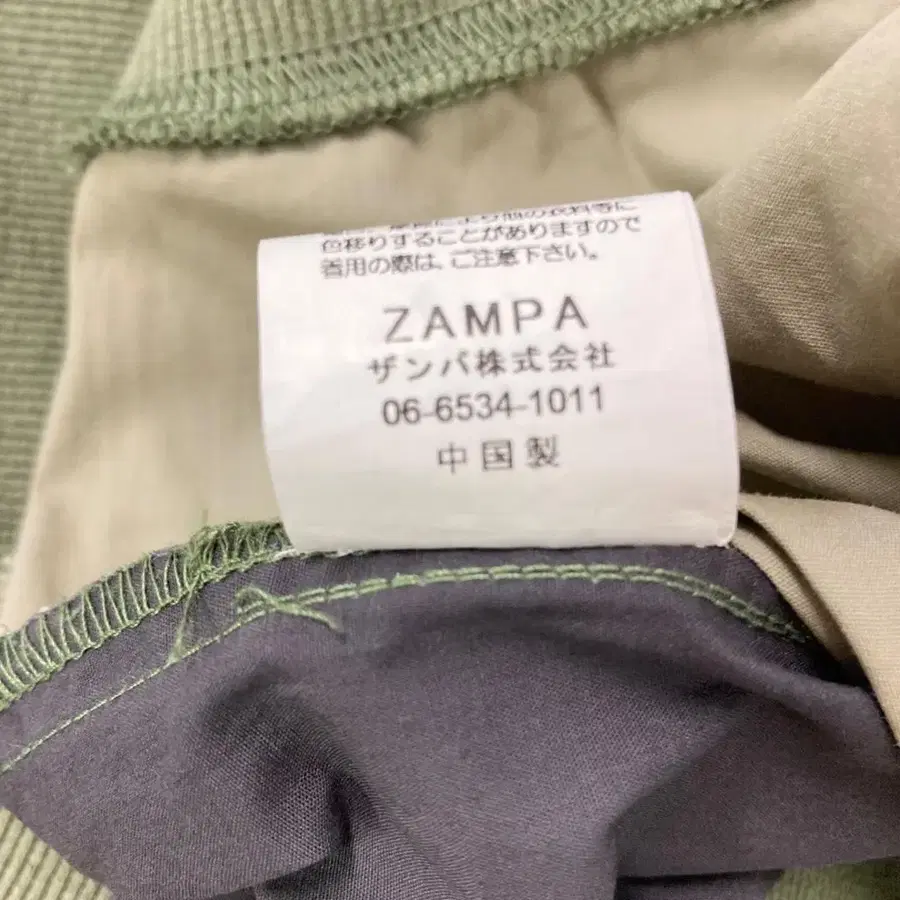 より他の衣料等に
色移りすることがありますので
着用の際は、ご注意下さい。
ZAMPA
ザンパ株式会社
06-6534-1011
中国製